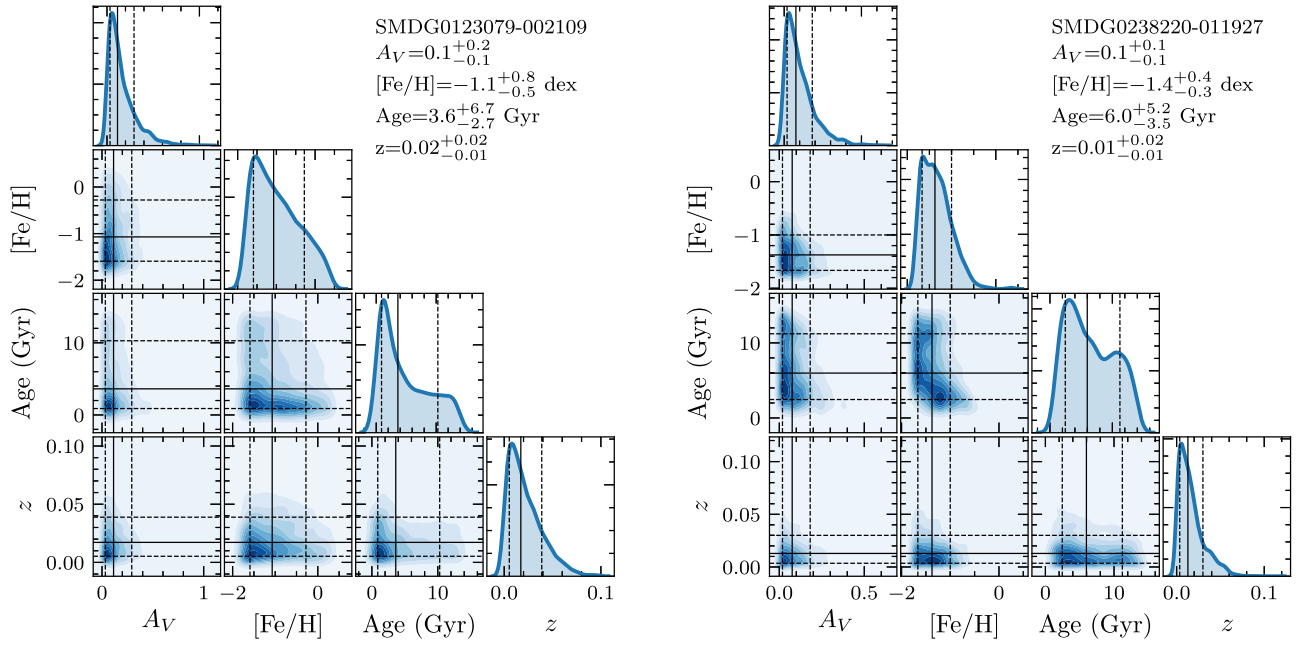 SMDG0123079-002109
A_V=0.1^{+0.2}_{-0.1}
[Fe/H]=−1.1^{+0.8}_{-0.5} dex
Age=3.6^{+6.7}_{-2.7} Gyr
z=0.02^{+0.02}_{-0.01}
[Fe/H]
0
−1
−2
Age (Gyr)
10
0
z
0.10
0.05
0.00
0 1
−2 0
0 10
0.0 0.1
A_V
[Fe/H]
Age (Gyr)
z
SMDG0238220-011927
A_V=0.1^{+0.1}_{-0.1}
[Fe/H]=−1.4^{+0.4}_{-0.3} dex
Age=6.0^{+5.2}_{-3.5} Gyr
z=0.01^{+0.02}_{-0.01}
[Fe/H]
0
−1
−2
Age (Gyr)
10
0
z
0.10
0.05
0.00
0.0 0.5
−2 0
0 10
0.0 0.1
A_V
[Fe/H]
Age (Gyr)
z